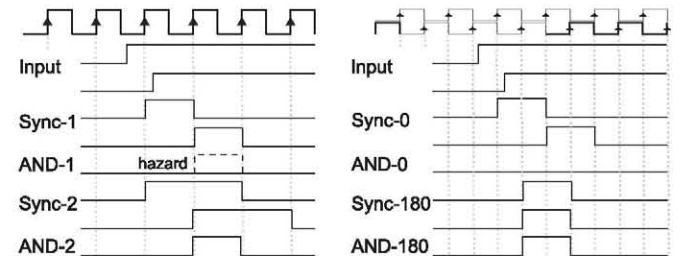 Input
Sync-1
AND-1 hazard
Sync-2
AND-2
Input
Sync-0
AND-0
Sync-180
AND-180